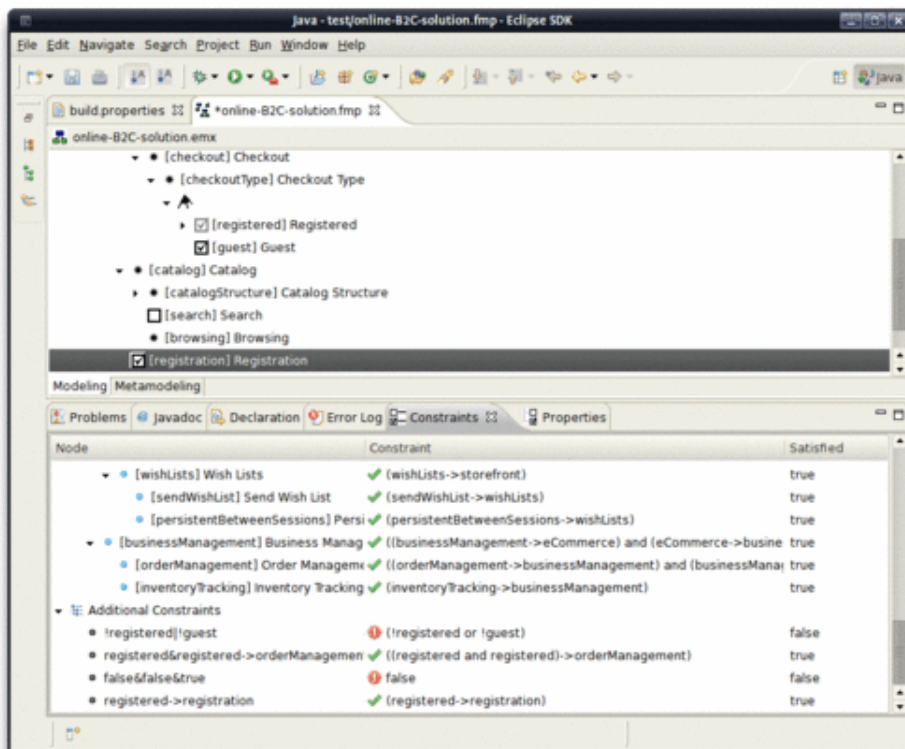 Java - test/online-B2C-solution.fmp - Eclipse SDK
File Edit Navigate Search Project Run Window Help
Java
build.properties *online-B2C-solution.fmp
online-B2C-solution.emx
[checkout] Checkout
[checkoutType] Checkout Type
[registered] Registered
[guest] Guest
[catalog] Catalog
[catalogStructure] Catalog Structure
[search] Search
[browsing] Browsing
[registration] Registration
Modeling Metamodeling
Problems Javadoc Declaration Error Log Constraints Properties
Node Constraint Satisfied
[wishLists] Wish Lists (wishLists->storefront) true
[sendWishList] Send Wish List (sendWishList->wishLists) true
[persistentBetweenSessions] Persi (persistentBetweenSessions->wishLists) true
[businessManagement] Business Manag ((businessManagement->eCommerce) and (eCommerce->busine true
[orderManagement] Order Manageme ((orderManagement->businessManagement) and (businessManag true
[inventoryTracking] Inventory Tracking (inventoryTracking->businessManagement) true
Additional Constraints
!registered|!guest (!registered or !guest) false
registered&registered->orderManagemen ((registered and registered)->orderManagement) true
false&false&true false false
registered->registration (registered->registration) true